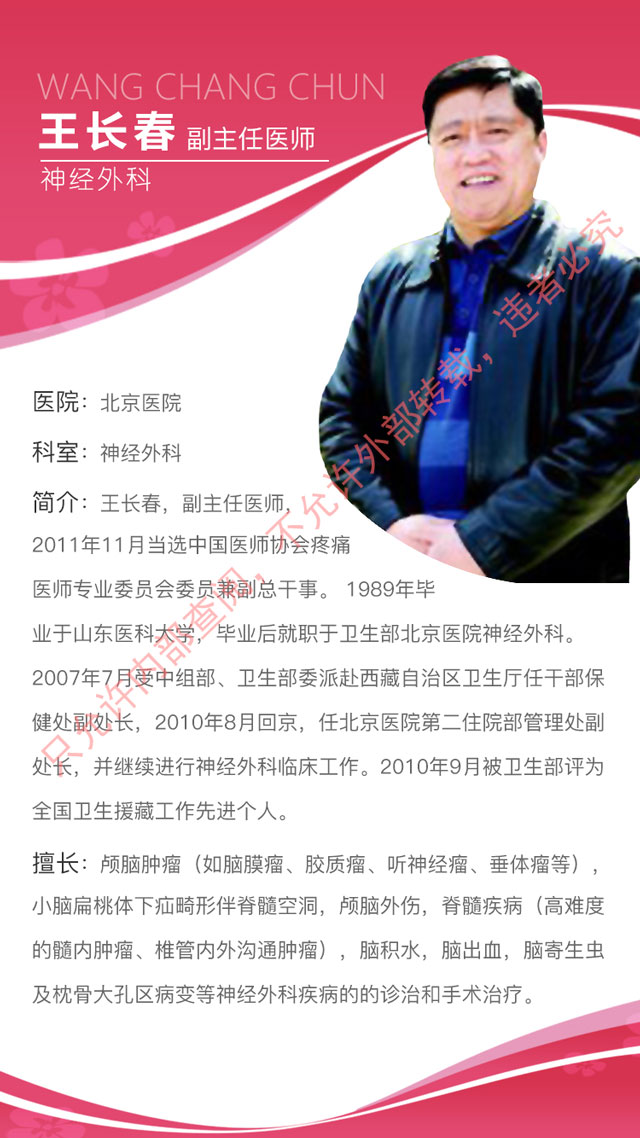 WANG CHANG CHUN
王长春 副主任医师
神经外科
医院：北京医院
科室：神经外科
简介：王长春，副主任医师，
2011年11月当选中国医师协会疼痛
医师专业委员会委员兼副总干事。 1989年毕
业于山东医科大学，毕业后就职于卫生部北京医院神经外科。
2007年7月受中组部、卫生部委派赴西藏自治区卫生厅任干部保
健处副处长，2010年8月回京，任北京医院第二住院部管理处副
处长，并继续进行神经外科临床工作。2010年9月被卫生部评为
全国卫生援藏工作先进个人。
擅长：颅脑肿瘤（如脑膜瘤、胶质瘤、听神经瘤、垂体瘤等），
小脑扁桃体下疝畸形伴脊髓空洞，颅脑外伤，脊髓疾病（高难度
的髓内肿瘤、椎管内外沟通肿瘤），脑积水，脑出血，脑寄生虫
及枕骨大孔区病变等神经外科疾病的的诊治和手术治疗。
只允许内部查阅，不允许外部转载，违者必究